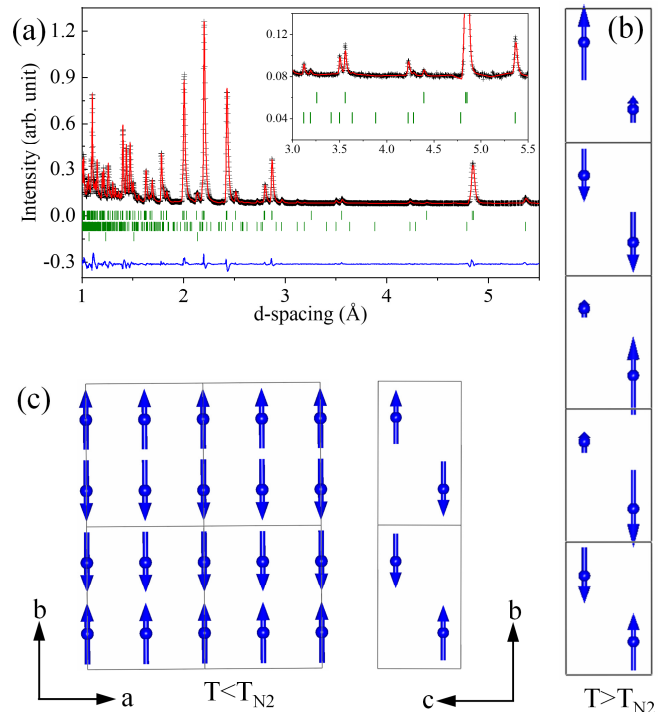 (a)
Intensity (arb. unit)
1.2
0.9
0.6
0.3
0.0
-0.3
1 2 3 4 5
d-spacing (Å)
0.12
0.08
0.04
3.0 3.5 4.0 4.5 5.0 5.5
(b)
T>T_N2
(c)
b
a
T<T_N2
c
b